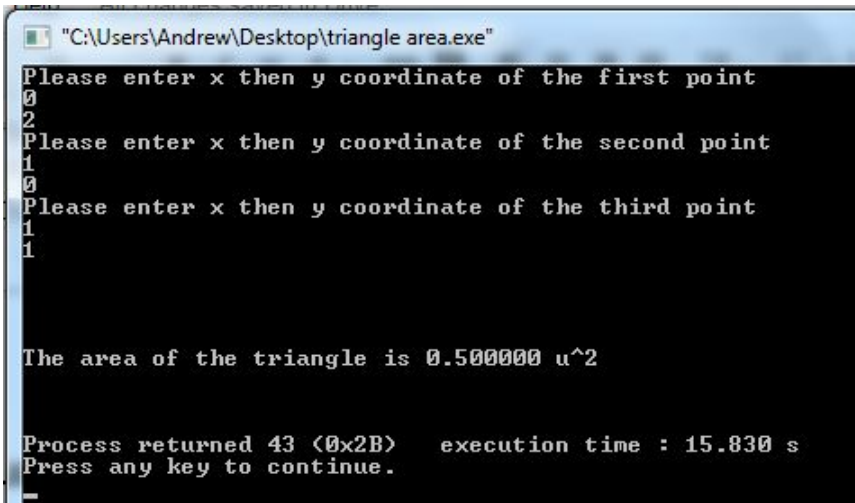 "C:\Users\Andrew\Desktop\triangle area.exe"
Please enter x then y coordinate of the first point
0
2
Please enter x then y coordinate of the second point
1
0
Please enter x then y coordinate of the third point
1
1
The area of the triangle is 0.500000 u^2
Process returned 43 (0x2B)   execution time : 15.830 s
Press any key to continue.